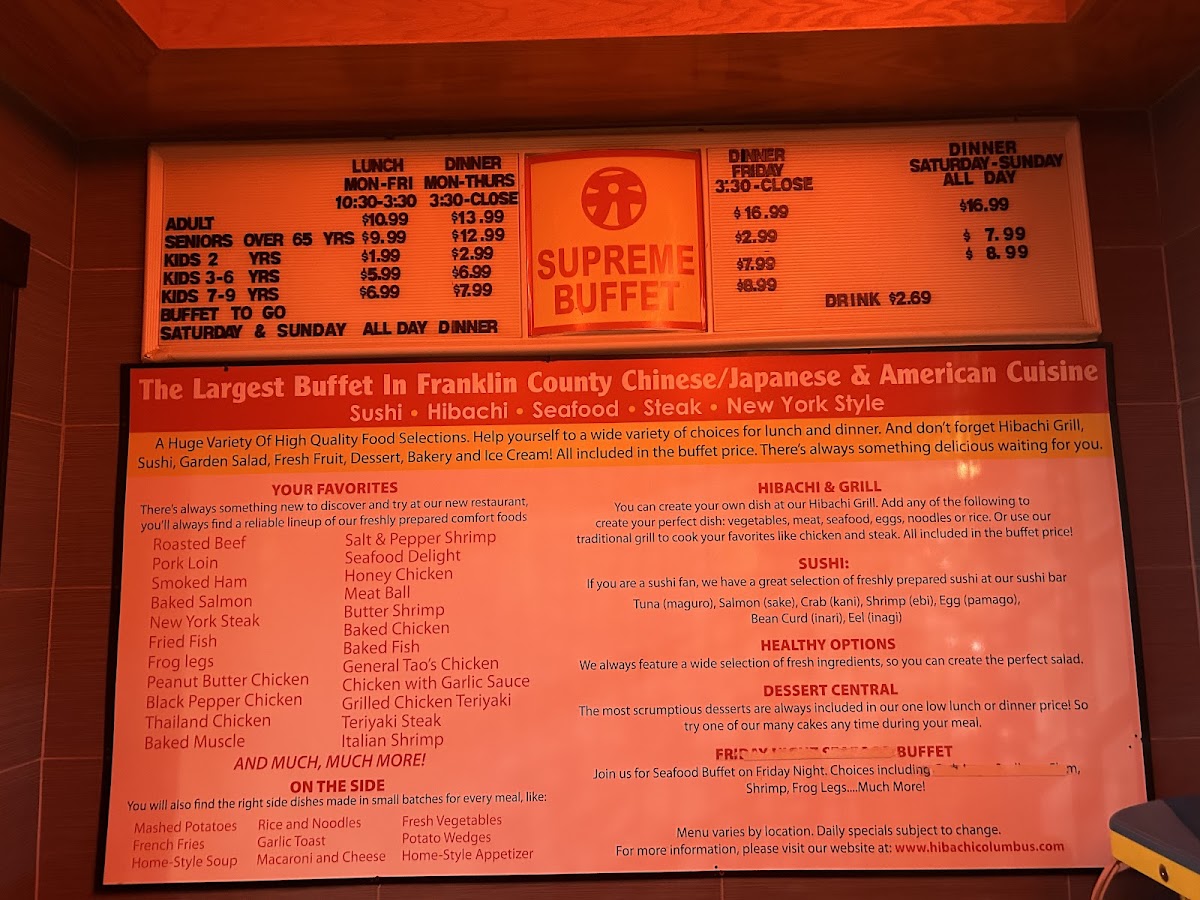 LUNCH
MON-FRI
10:30-3:30
DINNER
MON-THURS
3:30-CLOSE
ADULT $10.99 $13.99
SENIORS OVER 65 YRS $9.99 $12.99
KIDS 2 YRS $1.99 $2.99
KIDS 3-6 YRS $5.99 $6.99
KIDS 7-9 YRS $6.99 $7.99
BUFFET TO GO
SATURDAY & SUNDAY ALL DAY DINNER
SUPREME
BUFFET
DINNER
FRIDAY
3:30-CLOSE
$16.99
$2.99
$7.99
$8.99
DINNER
SATURDAY-SUNDAY
ALL DAY
$16.99
$ 7.99
$ 8.99
DRINK $2.69
The Largest Buffet In Franklin County Chinese/Japanese & American Cuisine
Sushi • Hibachi • Seafood • Steak • New York Style
A Huge Variety Of High Quality Food Selections. Help yourself to a wide variety of choices for lunch and dinner. And don't forget Hibachi Grill,
Sushi, Garden Salad, Fresh Fruit, Dessert, Bakery and Ice Cream! All included in the buffet price. There's always something delicious waiting for you.
YOUR FAVORITES
There's always something new to discover and try at our new restaurant,
you'll always find a reliable lineup of our freshly prepared comfort foods
Roasted Beef
Pork Loin
Smoked Ham
Baked Salmon
New York Steak
Fried Fish
Frog legs
Peanut Butter Chicken
Black Pepper Chicken
Thailand Chicken
Baked Muscle
Salt & Pepper Shrimp
Seafood Delight
Honey Chicken
Meat Ball
Butter Shrimp
Baked Chicken
Baked Fish
General Tao's Chicken
Chicken with Garlic Sauce
Grilled Chicken Teriyaki
Teriyaki Steak
Italian Shrimp
AND MUCH, MUCH MORE!
ON THE SIDE
You will also find the right side dishes made in small batches for every meal, like:
Mashed Potatoes
French Fries
Home-Style Soup
Rice and Noodles
Garlic Toast
Macaroni and Cheese
Fresh Vegetables
Potato Wedges
Home-Style Appetizer
HIBACHI & GRILL
You can create your own dish at our Hibachi Grill. Add any of the following to
create your perfect dish: vegetables, meat, seafood, eggs, noodles or rice. Or use our
traditional grill to cook your favorites like chicken and steak. All included in the buffet price!
SUSHI:
If you are a sushi fan, we have a great selection of freshly prepared sushi at our sushi bar
Tuna (maguro), Salmon (sake), Crab (kani), Shrimp (ebi), Egg (pamago),
Bean Curd (inari), Eel (inagi)
HEALTHY OPTIONS
We always feature a wide selection of fresh ingredients, so you can create the perfect salad.
DESSERT CENTRAL
The most scrumptious desserts are always included in our one low lunch or dinner price! So
try one of our many cakes any time during your meal.
BUFFET
Join us for Seafood Buffet on Friday Night. Choices including
Shrimp, Frog Legs....Much More!
Menu varies by location. Daily specials subject to change.
For more information, please visit our website at: www.hibachicolumbus.com